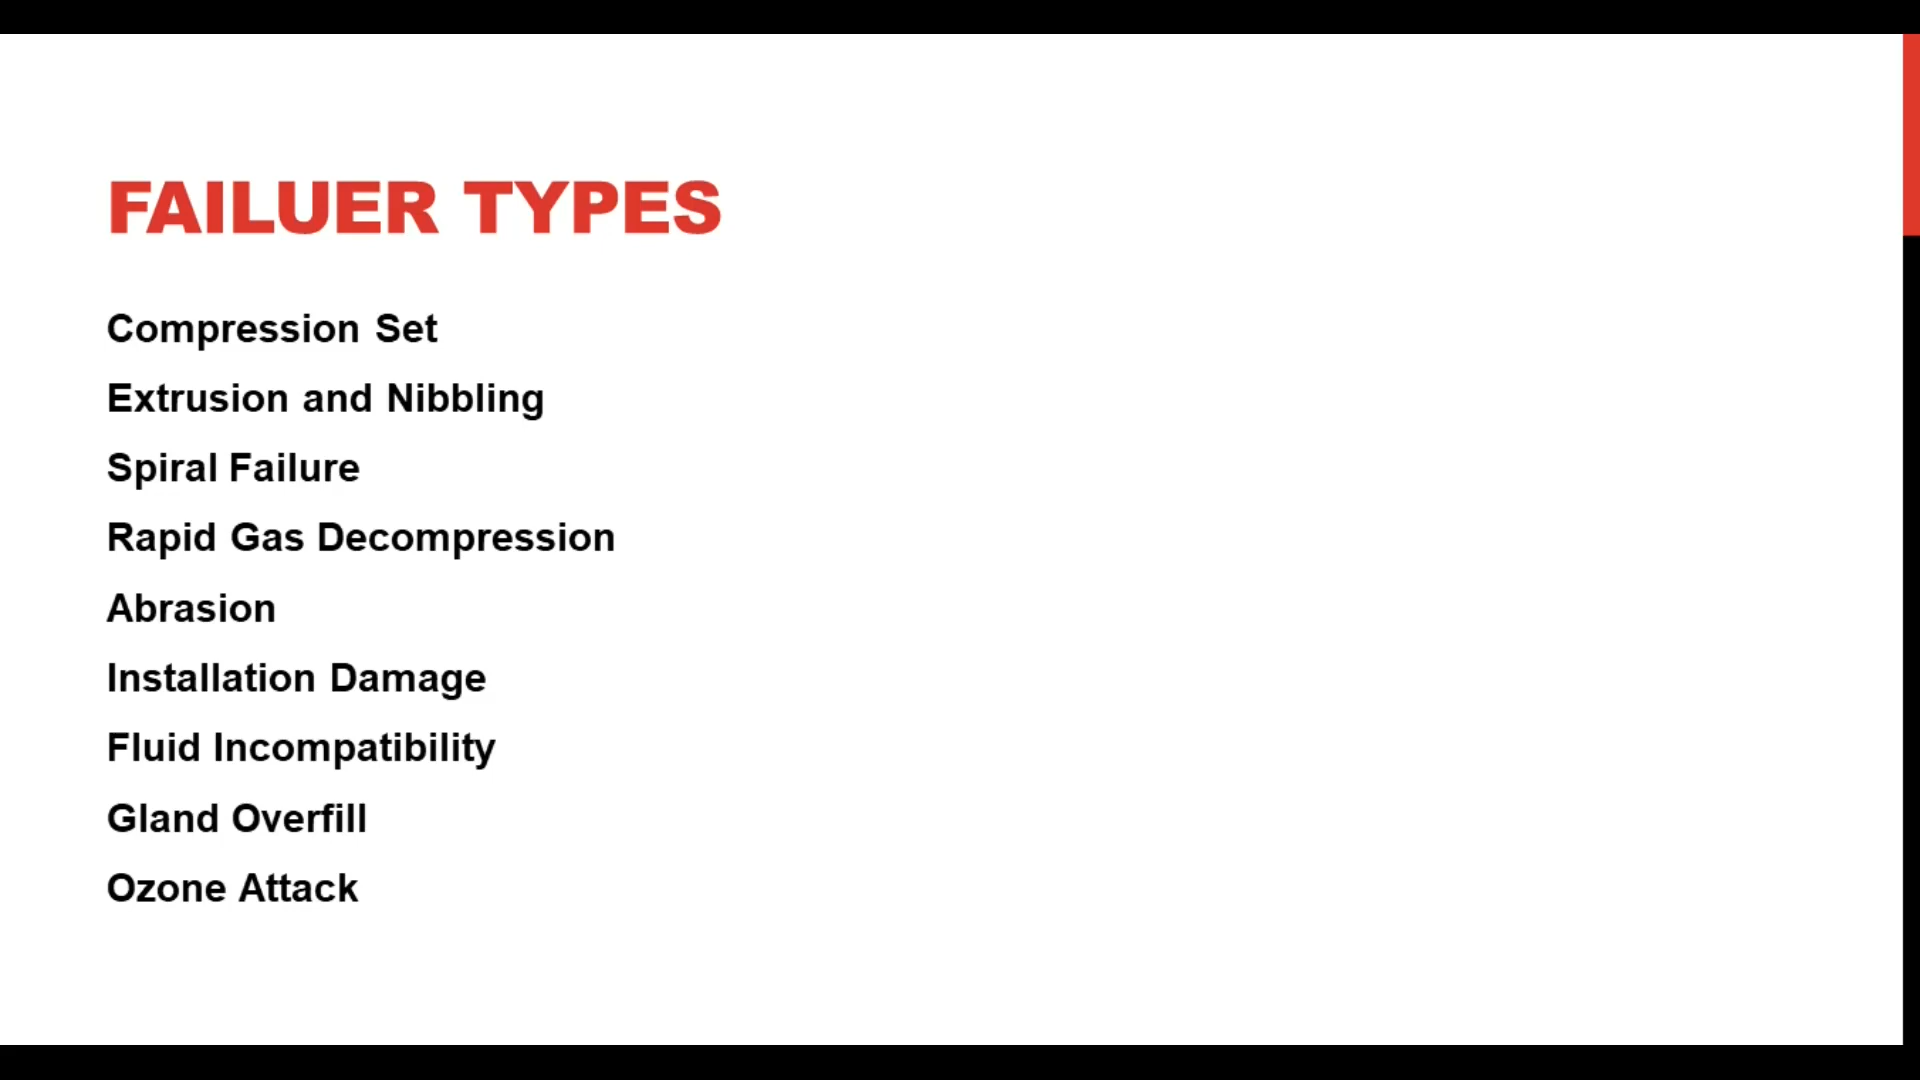 FAILUER TYPES
Compression Set
Extrusion and Nibbling
Spiral Failure
Rapid Gas Decompression
Abrasion
Installation Damage
Fluid Incompatibility
Gland Overfill
Ozone Attack